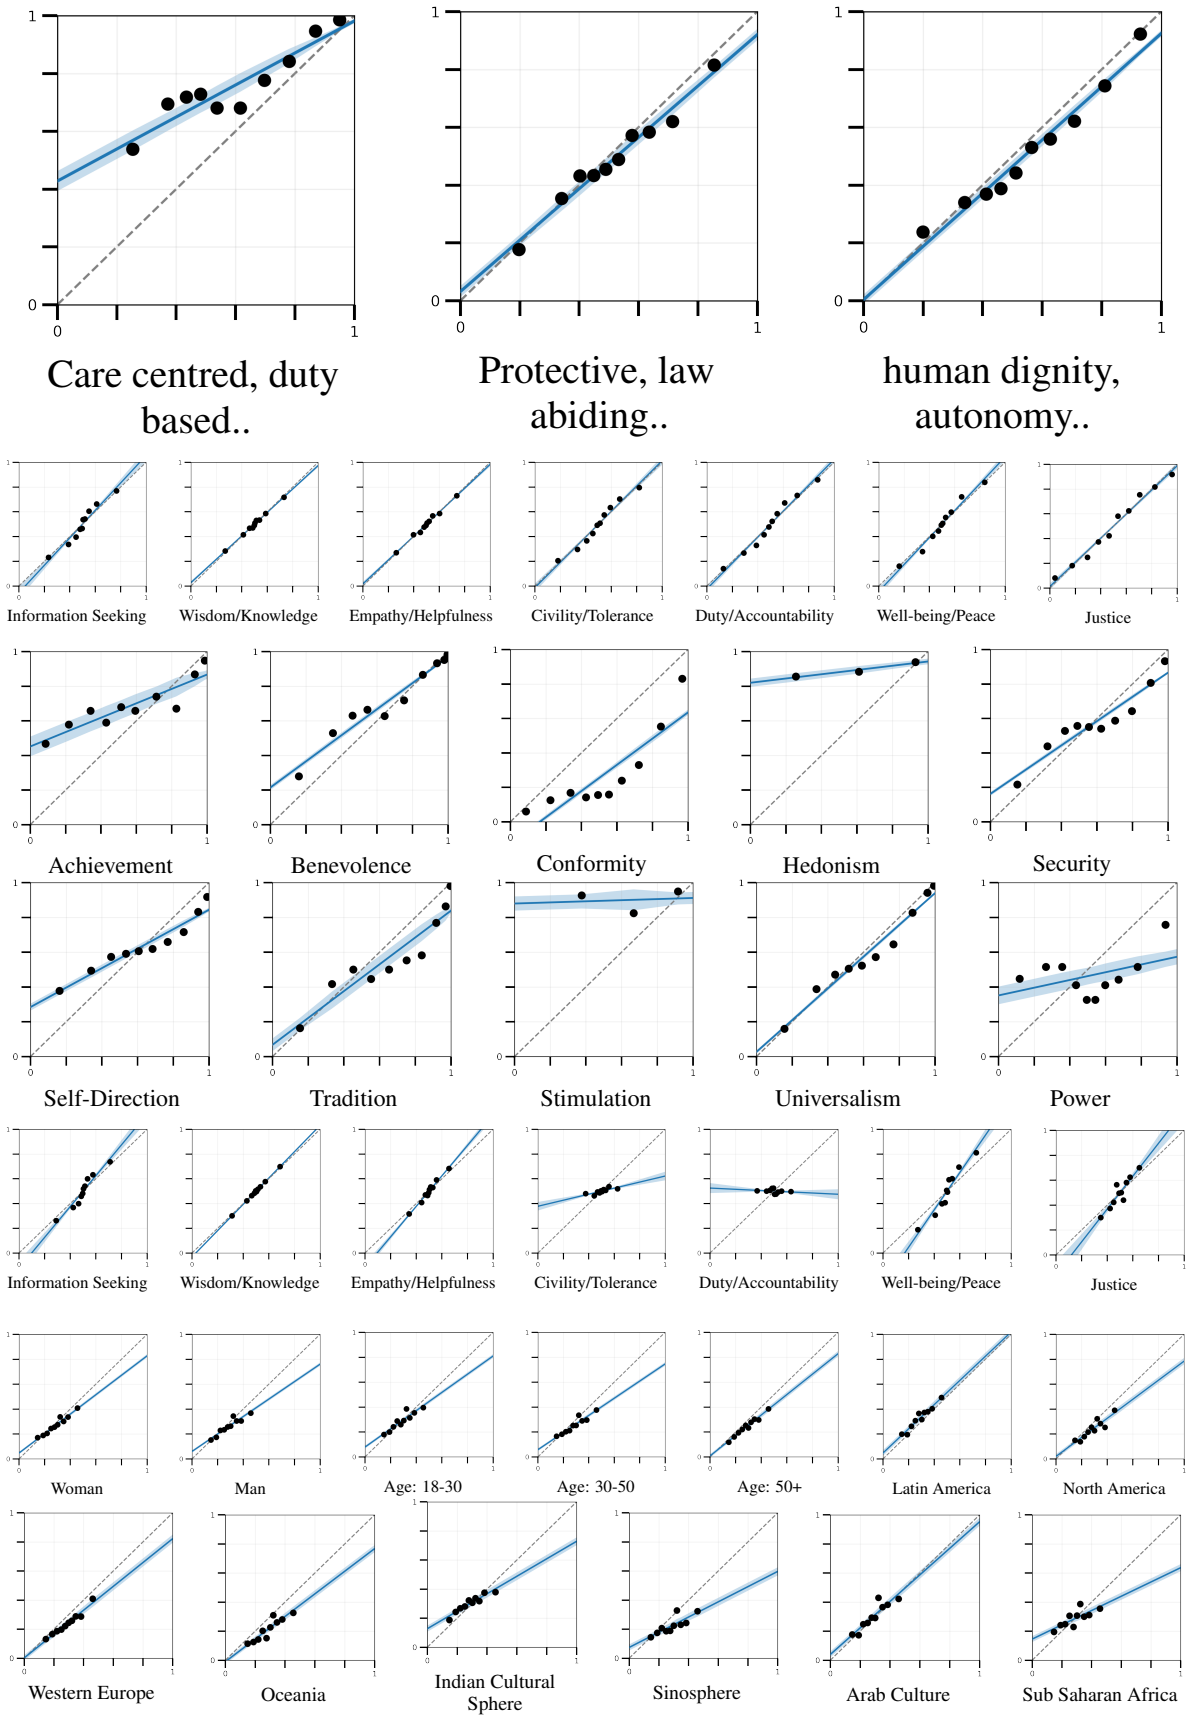 1
1
1
0
0
0
0
1
0
1
0
1
Care centred, duty
based..
Protective, law
abiding..
human dignity,
autonomy..
Information Seeking
Wisdom/Knowledge
Empathy/Helpfulness
Civility/Tolerance
Duty/Accountability
Well-being/Peace
Justice
Achievement
Benevolence
Conformity
Hedonism
Security
Self-Direction
Tradition
Stimulation
Universalism
Power
Information Seeking
Wisdom/Knowledge
Empathy/Helpfulness
Civility/Tolerance
Duty/Accountability
Well-being/Peace
Justice
Woman
Man
Age: 18-30
Age: 30-50
Age: 50+
Latin America
North America
Western Europe
Oceania
Indian Cultural
Sphere
Sinosphere
Arab Culture
Sub Saharan Africa